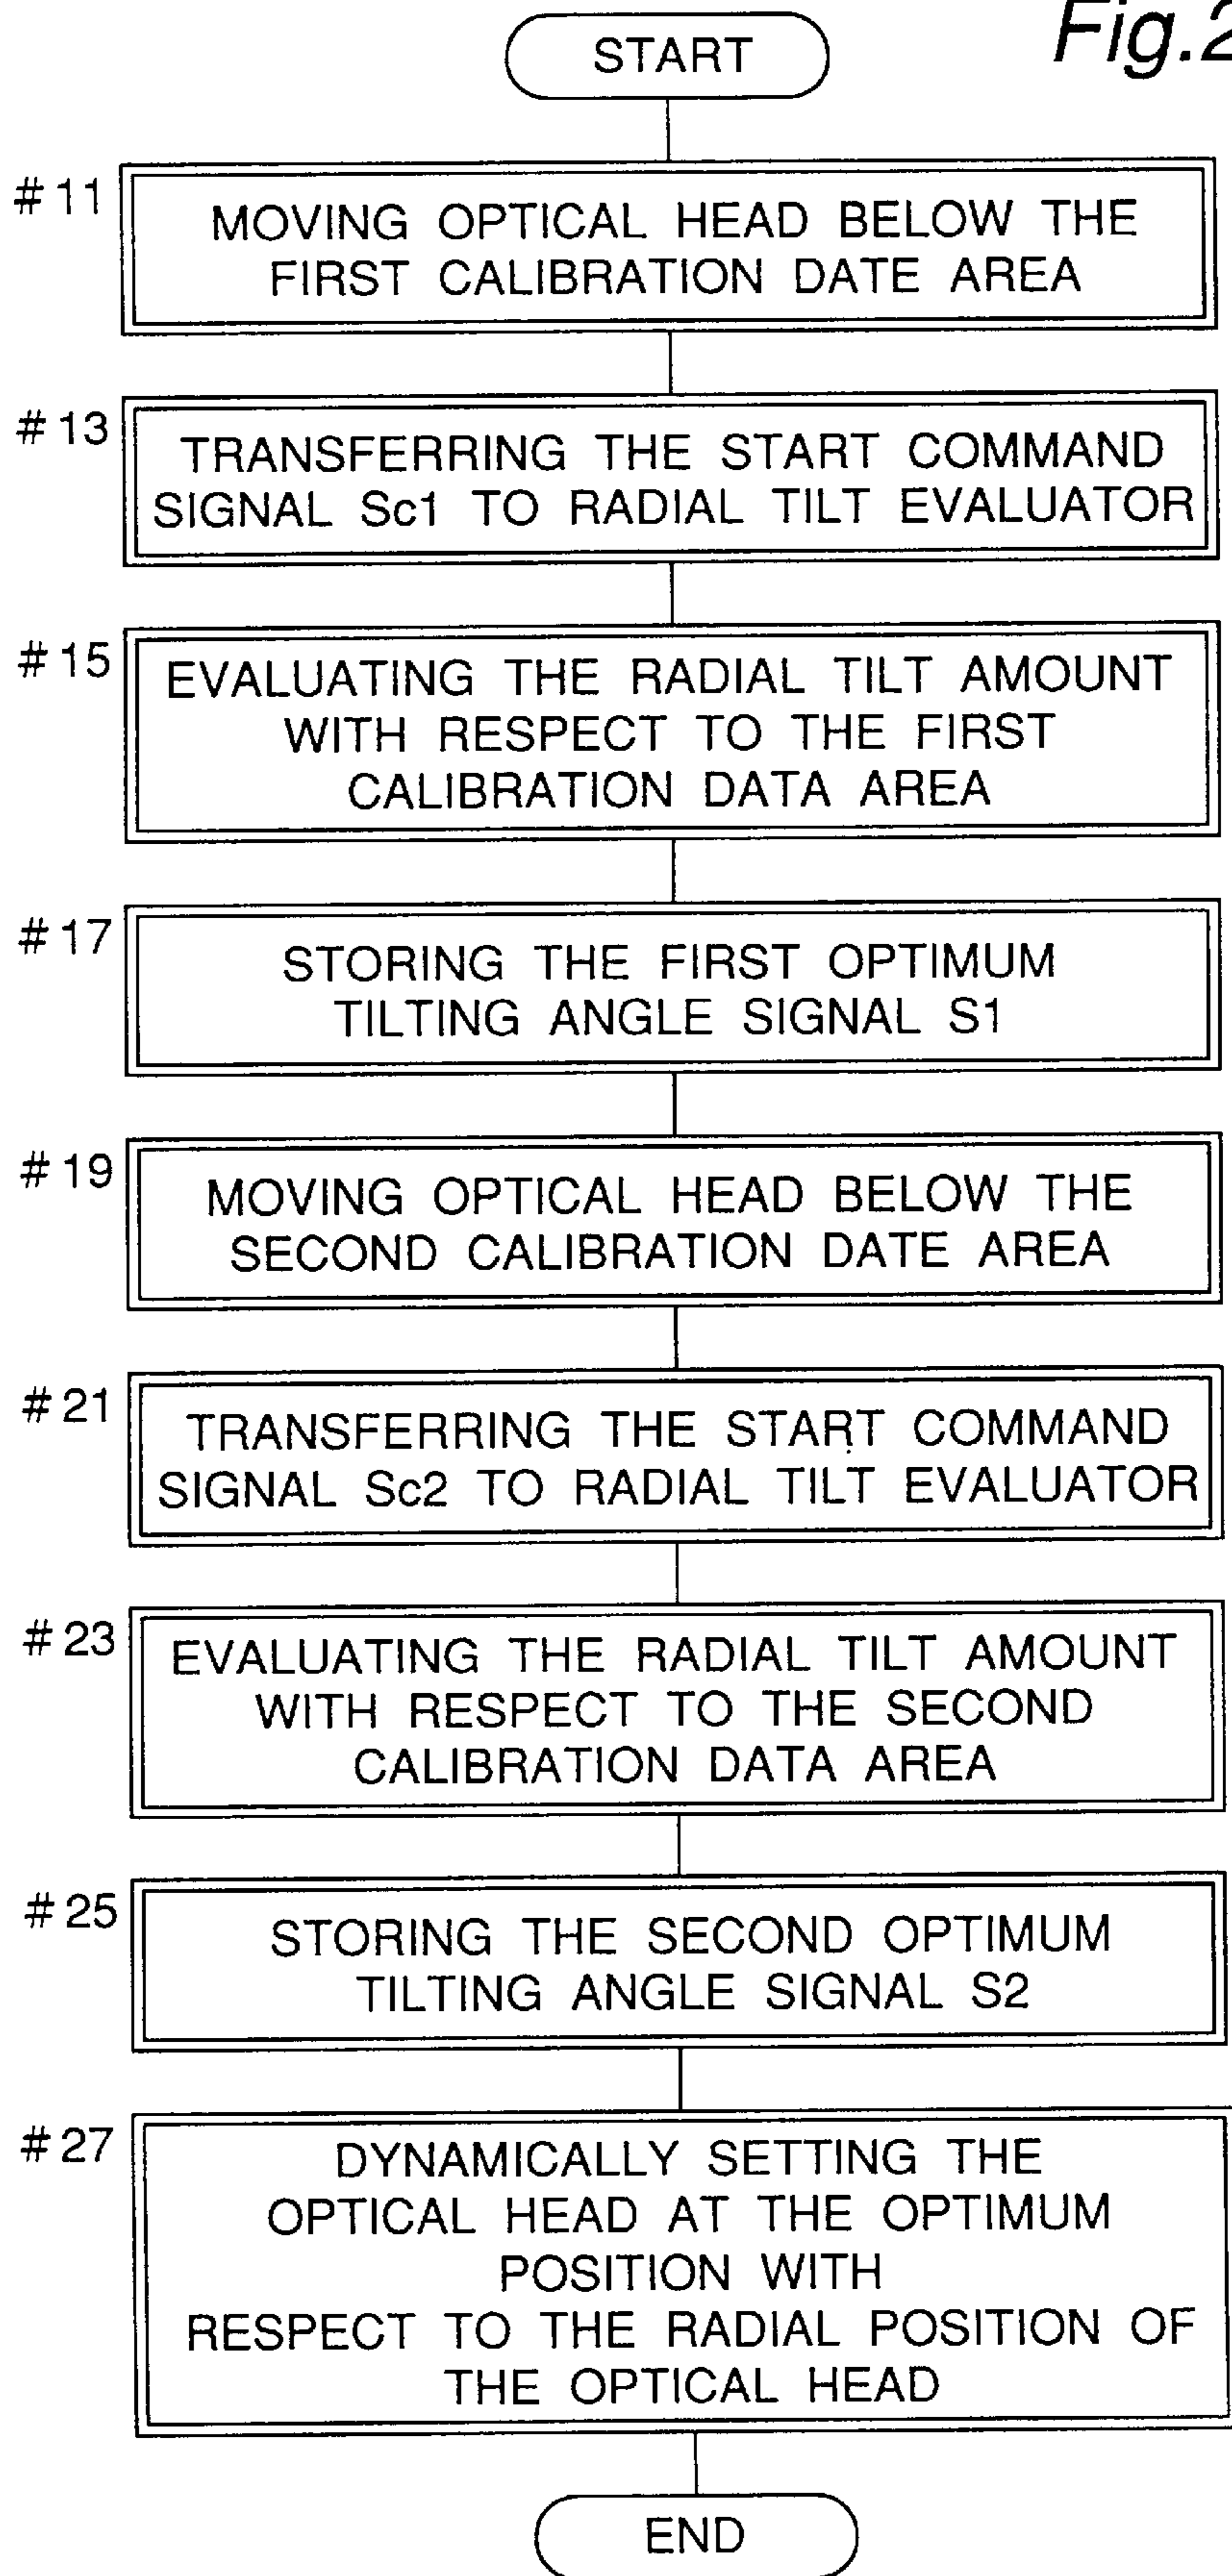 Fig.2
START
#11
MOVING OPTICAL HEAD BELOW THE
FIRST CALIBRATION DATE AREA
#13
TRANSFERRING THE START COMMAND
SIGNAL Sc1 TO RADIAL TILT EVALUATOR
#15
EVALUATING THE RADIAL TILT AMOUNT
WITH RESPECT TO THE FIRST
CALIBRATION DATA AREA
#17
STORING THE FIRST OPTIMUM
TILTING ANGLE SIGNAL S1
#19
MOVING OPTICAL HEAD BELOW THE
SECOND CALIBRATION DATE AREA
#21
TRANSFERRING THE START COMMAND
SIGNAL Sc2 TO RADIAL TILT EVALUATOR
#23
EVALUATING THE RADIAL TILT AMOUNT
WITH RESPECT TO THE SECOND
CALIBRATION DATA AREA
#25
STORING THE SECOND OPTIMUM
TILTING ANGLE SIGNAL S2
#27
DYNAMICALLY SETTING THE
OPTICAL HEAD AT THE OPTIMUM
POSITION WITH
RESPECT TO THE RADIAL POSITION OF
THE OPTICAL HEAD
END